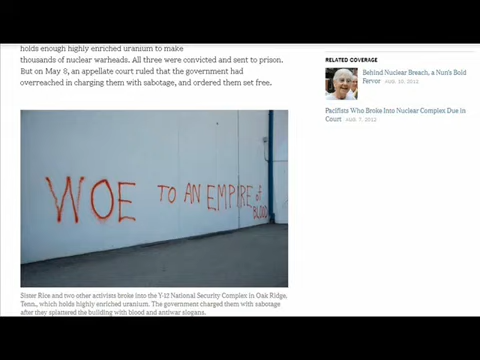 holds enough highly enriched uranium to make
thousands of nuclear warheads. All three were convicted and sent to prison.
But on May 8, an appellate court ruled that the government had
overreached in charging them with sabotage, and ordered them set free.
WOE TO AN EMPIRE of
BLOOD
Sister Rice and two other activists broke into the Y-12 National Security Complex in Oak Ridge,
Tenn., which holds highly enriched uranium. The government charged them with sabotage
after they splattered the building with blood and antiwar slogans.
RELATED COVERAGE
Behind Nuclear Breach, a Nun's Bold
Fervor AUG. 10, 2012
Pacifists Who Broke Into Nuclear Complex Due in
Court AUG. 7, 2012